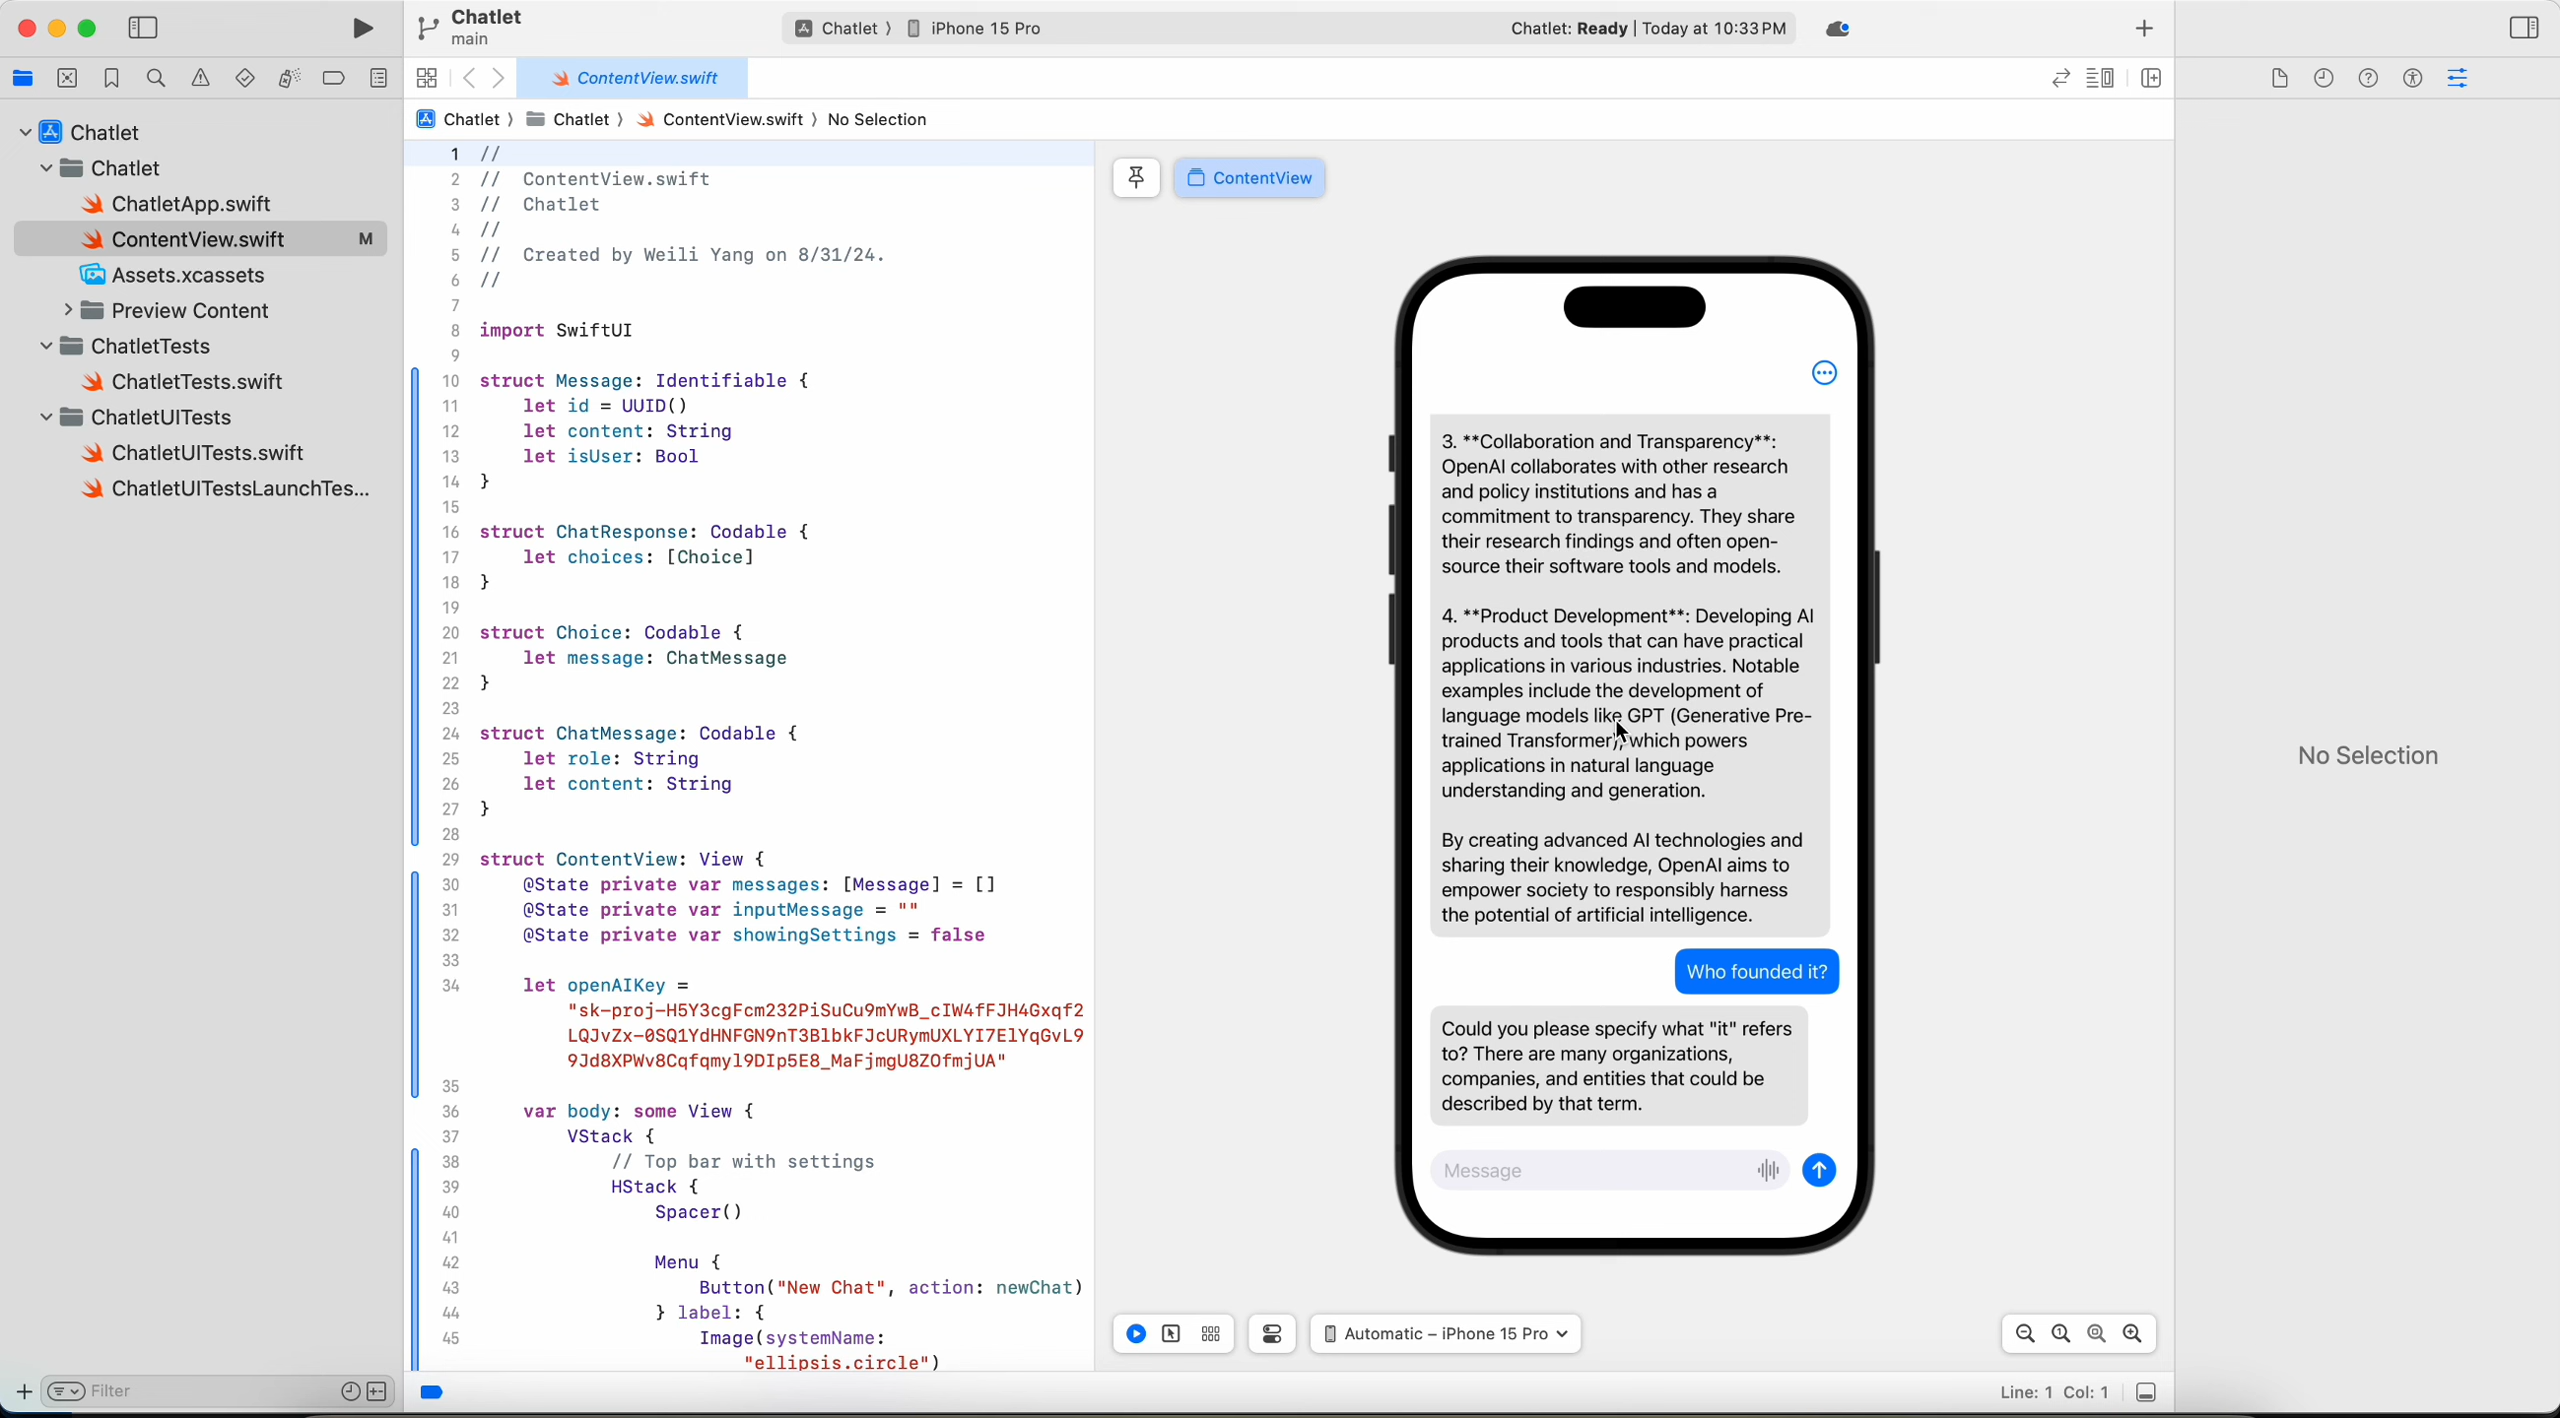 Chatlet
main
Chatlet
iPhone 15 Pro
Chatlet: Ready | Today at 10:33 PM
ContentView.swift
Chatlet
Chatlet
ContentView.swift
No Selection
Chatlet
Chatlet
ChatletApp.swift
ContentView.swift M
Assets.xcassets
Preview Content
ChatletTests
ChatletTests.swift
ChatletUITests
ChatletUITests.swift
ChatletUITestsLaunchTes...
Filter
1 //
2 //  ContentView.swift
3 //  Chatlet
4 //
5 //  Created by Weili Yang on 8/31/24.
6 //
7
8 import SwiftUI
9
10 struct Message: Identifiable {
11     let id = UUID()
12     let content: String
13     let isUser: Bool
14 }
15
16 struct ChatResponse: Codable {
17     let choices: [Choice]
18 }
19
20 struct Choice: Codable {
21     let message: ChatMessage
22 }
23
24 struct ChatMessage: Codable {
25     let role: String
26     let content: String
27 }
28
29 struct ContentView: View {
30     @State private var messages: [Message] = []
31     @State private var inputMessage = ""
32     @State private var showingSettings = false
33
34     let openAIKey =
35
36     var body: some View {
37         VStack {
38             // Top bar with settings
39             HStack {
40                 Spacer()
41
42                 Menu {
43                     Button("New Chat", action: newChat)
44                 } label: {
45                     Image(systemName:
"ellipsis.circle")
ContentView
3. **Collaboration and Transparency**:
OpenAI collaborates with other research
and policy institutions and has a
commitment to transparency. They share
their research findings and often open-
source their software tools and models.
4. **Product Development**: Developing AI
products and tools that can have practical
applications in various industries. Notable
examples include the development of
language models like GPT (Generative Pre-
trained Transformer), which powers
applications in natural language
understanding and generation.
By creating advanced AI technologies and
sharing their knowledge, OpenAI aims to
empower society to responsibly harness
the potential of artificial intelligence.
Who founded it?
Could you please specify what "it" refers
to? There are many organizations,
companies, and entities that could be
described by that term.
Message
Automatic – iPhone 15 Pro
Line: 1 Col: 1
No Selection